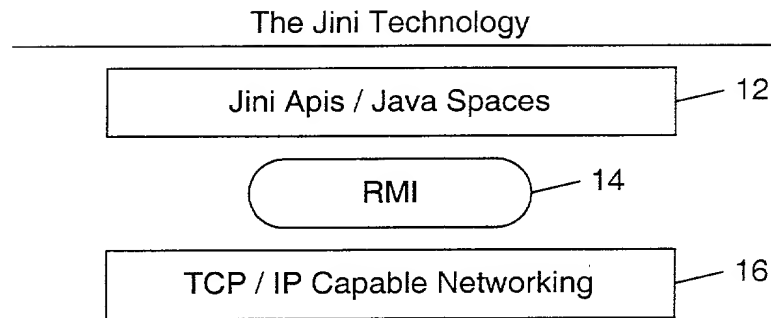 The Jini Technology
Jini Apis / Java Spaces
12
RMI
14
TCP / IP Capable Networking
16